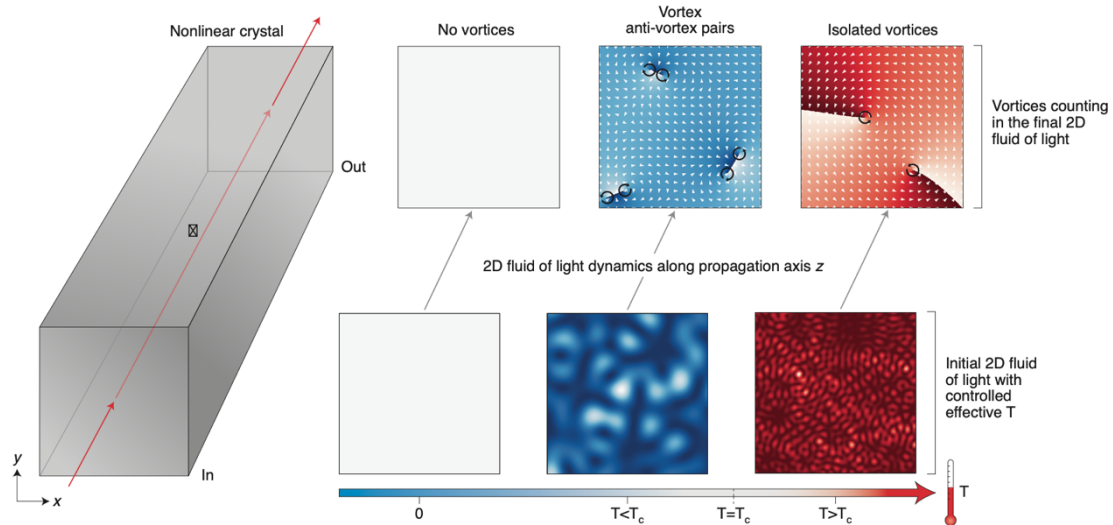 Nonlinear crystal
No vortices
Vortex
anti-vortex pairs
Isolated vortices
Vortices counting
in the final 2D
fluid of light
Out
2D fluid of light dynamics along propagation axis z
Initial 2D fluid
of light with
controlled
effective T
y
x
In
T
0
T<Tc
T=Tc
T>Tc